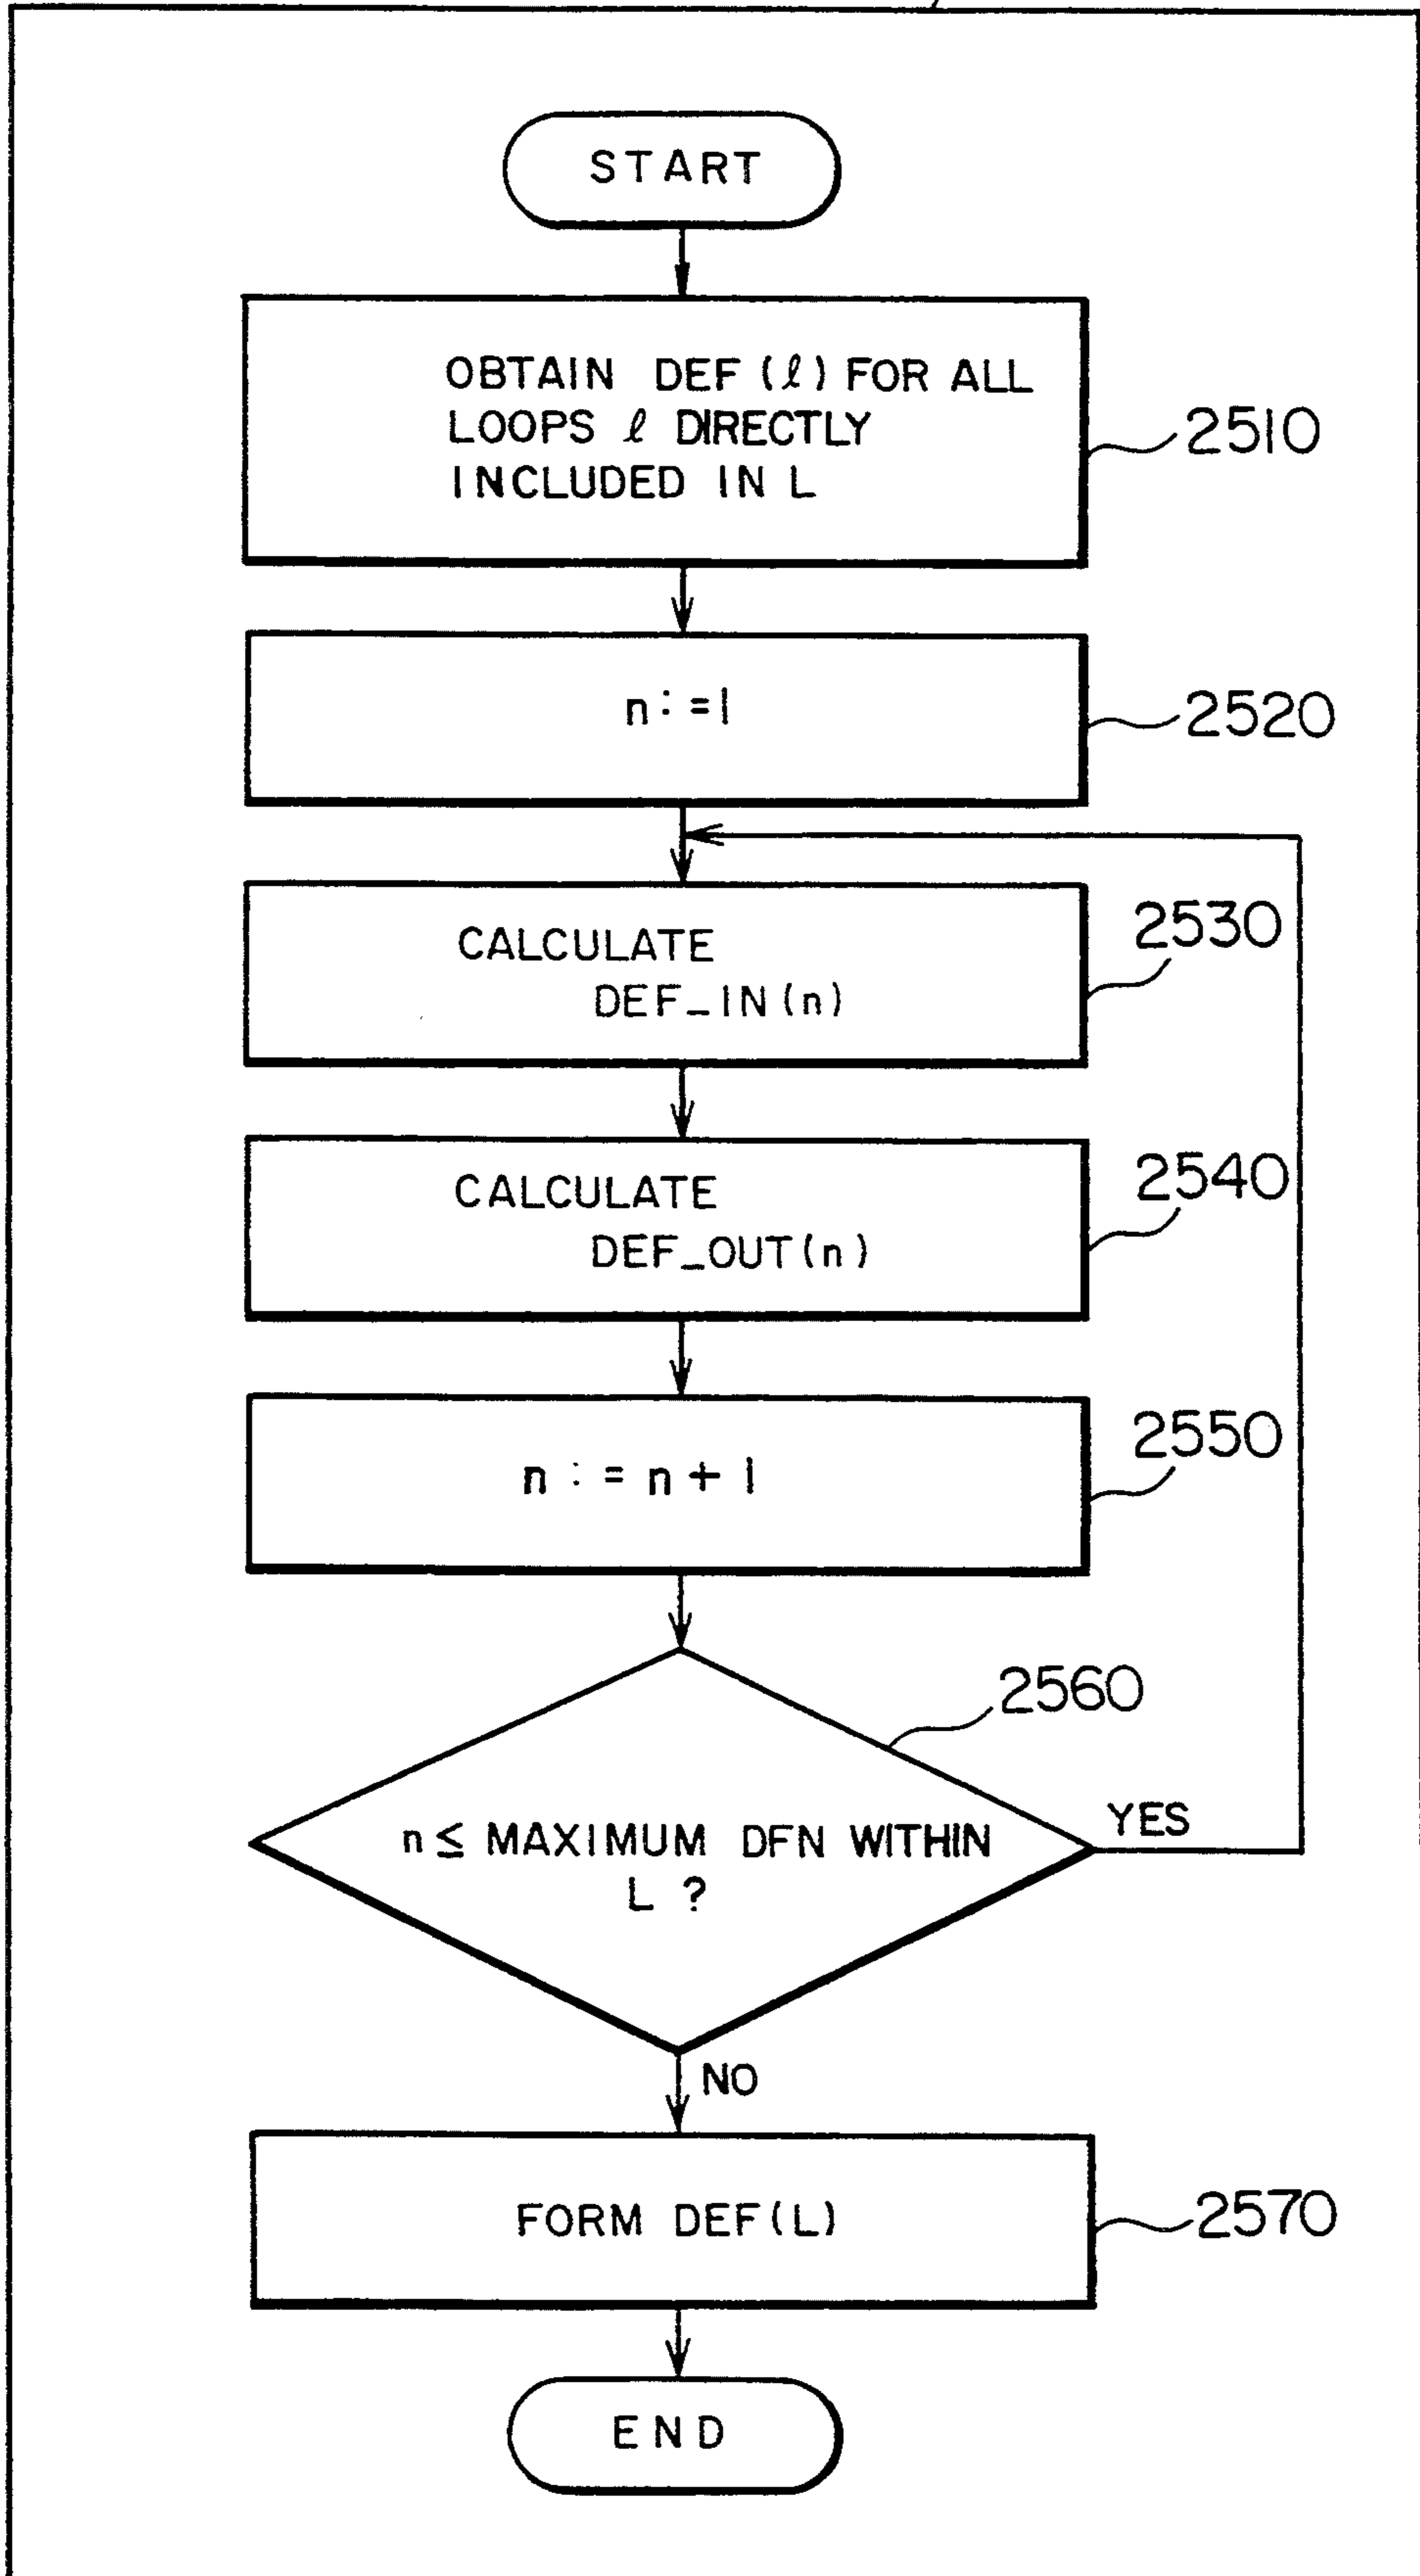 START
OBTAIN DEF (ℓ) FOR ALL
LOOPS ℓ DIRECTLY
INCLUDED IN L
2510
n:=1
2520
CALCULATE
DEF_IN(n)
2530
CALCULATE
DEF_OUT(n)
2540
n := n + 1
2550
n ≤ MAXIMUM DFN WITHIN
L ?
2560
YES
NO
FORM DEF(L)
2570
END